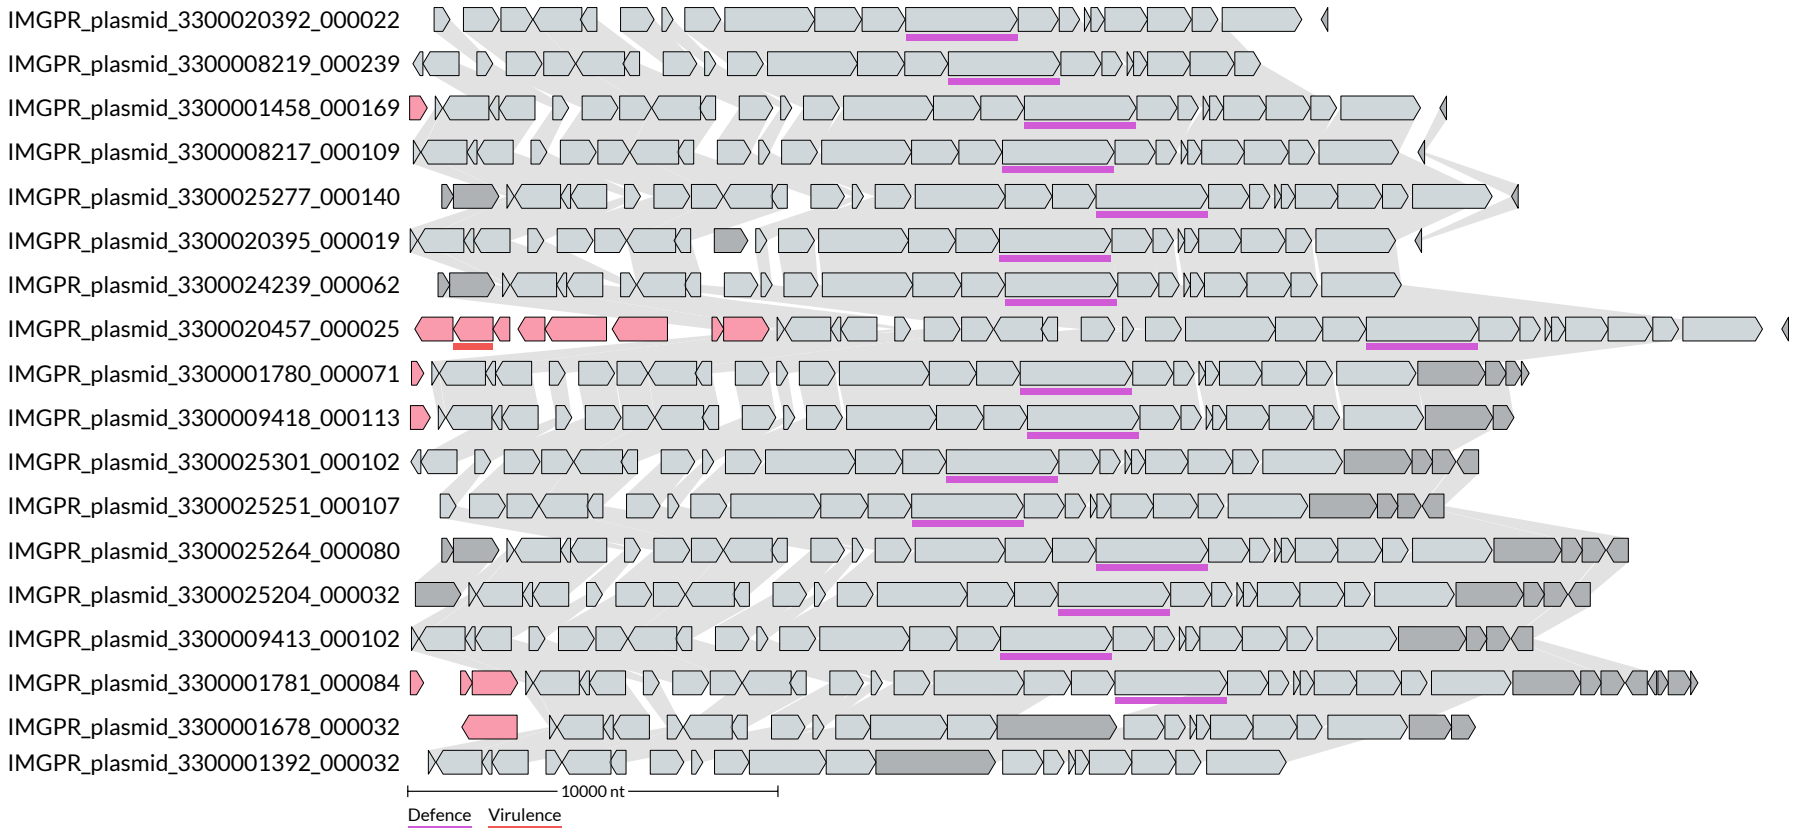 IMGPR_plasmid_3300020392_000022
IMGPR_plasmid_3300008219_000239
IMGPR_plasmid_3300001458_000169
IMGPR_plasmid_3300008217_000109
IMGPR_plasmid_3300025277_000140
IMGPR_plasmid_3300020395_000019
IMGPR_plasmid_3300024239_000062
IMGPR_plasmid_3300020457_000025
IMGPR_plasmid_3300001780_000071
IMGPR_plasmid_3300009418_000113
IMGPR_plasmid_3300025301_000102
IMGPR_plasmid_3300025251_000107
IMGPR_plasmid_3300025264_000080
IMGPR_plasmid_3300025204_000032
IMGPR_plasmid_3300009413_000102
IMGPR_plasmid_3300001781_000084
IMGPR_plasmid_3300001678_000032
IMGPR_plasmid_3300001392_000032
10000 nt
Defence Virulence